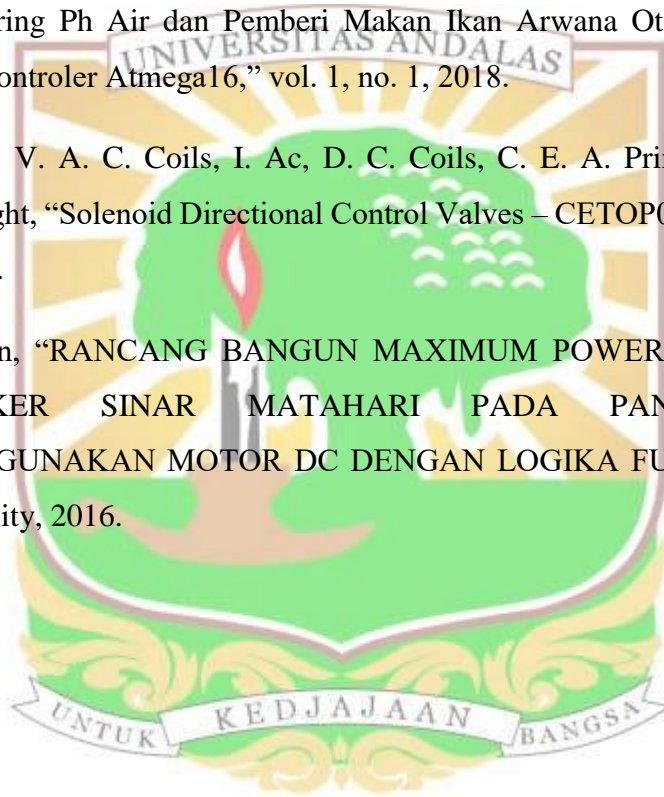 ring Ph Air dan Pemberi Makan Ikan Arwana Ot
UNIVERSITAS ANDALAS
ontroler Atmega16,” vol. 1, no. 1, 2018.
V. A. C. Coils, I. Ac, D. C. Coils, C. E. A. Pri
ght, “Solenoid Directional Control Valves – CETOP0
n, “RANCANG BANGUN MAXIMUM POWER
KER SINAR MATAHARI PADA PAN
GUNAKAN MOTOR DC DENGAN LOGIKA FU
ity, 2016.
UNTUK KEDJAJAAN BANGSA